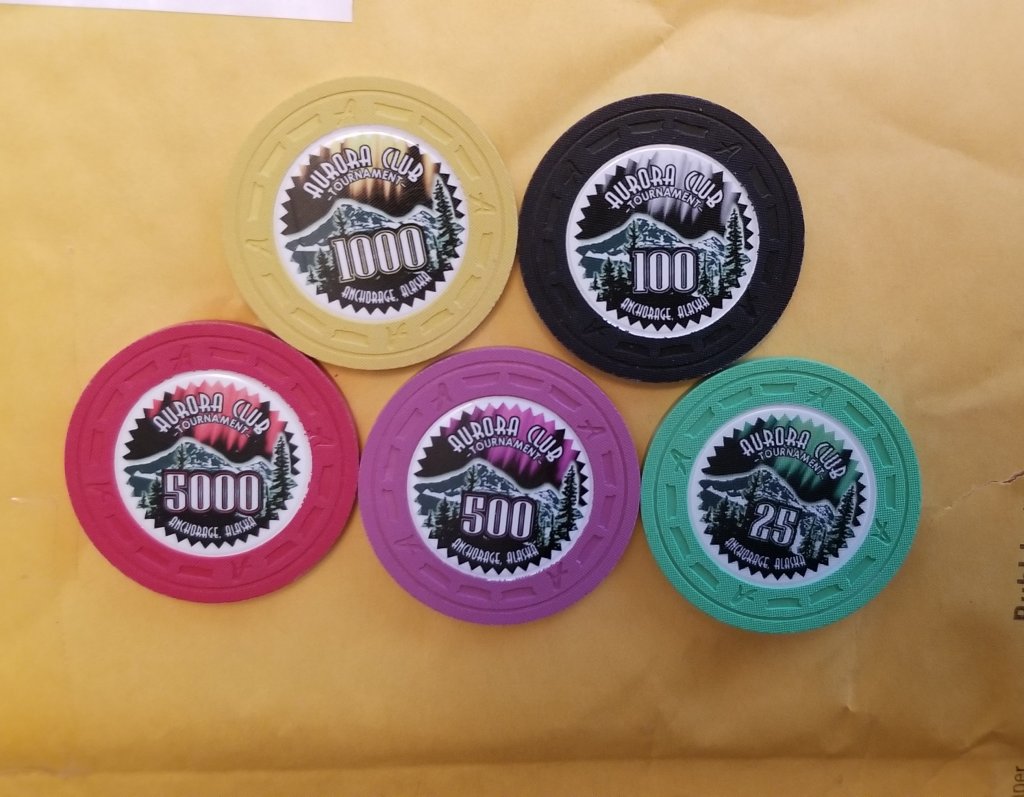 AURORA CLUB
-TOURNAMENT-
1000
ANCHORAGE, ALASKA
AURORA CLUB
-TOURNAMENT-
100
ANCHORAGE, ALASKA
AURORA CLUB
-TOURNAMENT-
5000
ANCHORAGE, ALASKA
AURORA CLUB
-TOURNAMENT-
500
ANCHORAGE, ALASKA
AURORA CLUB
-TOURNAMENT-
25
ANCHORAGE, ALASKA